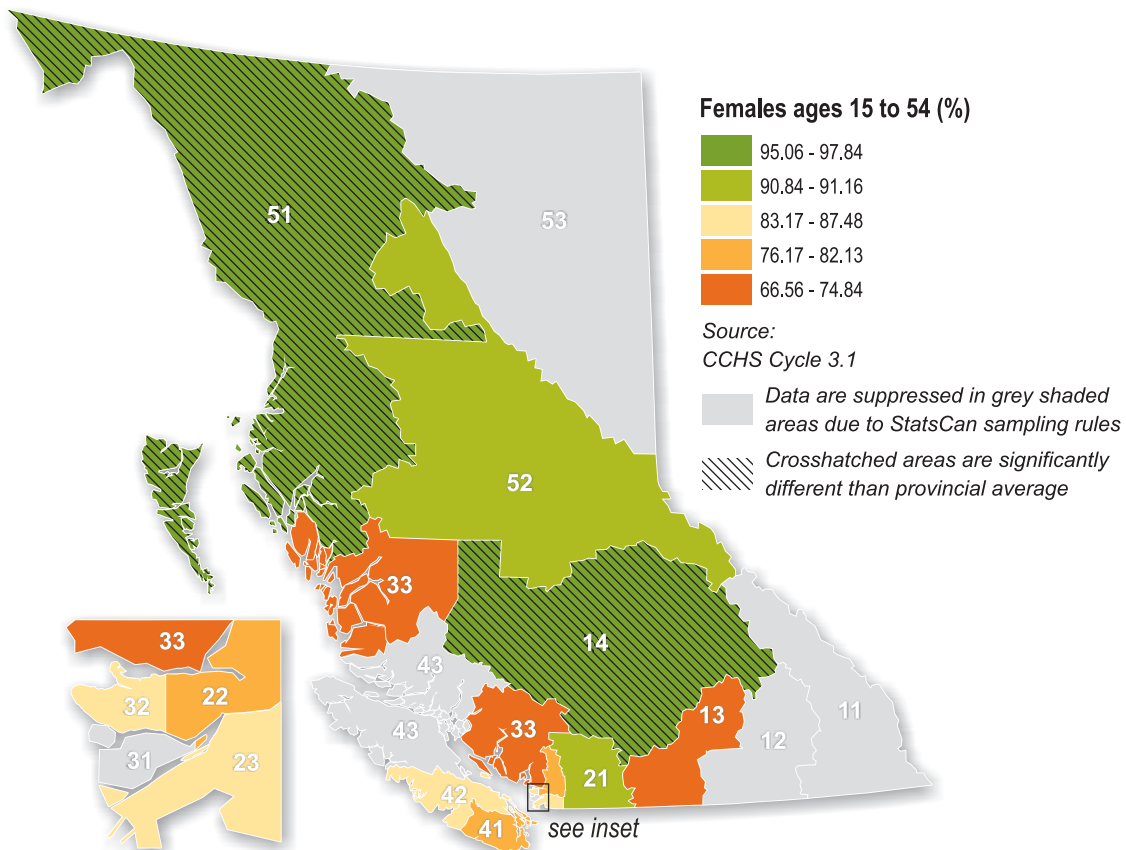 Females ages 15 to 54 (%)
95.06 - 97.84
90.84 - 91.16
83.17 - 87.48
76.17 - 82.13
66.56 - 74.84
Source:
CCHS Cycle 3.1
Data are suppressed in grey shaded
areas due to StatsCan sampling rules
Crosshatched areas are significantly
different than provincial average
51
53
52
33
14
43
33
13
11
12
43
21
42
41
see inset
33
22
32
31
23